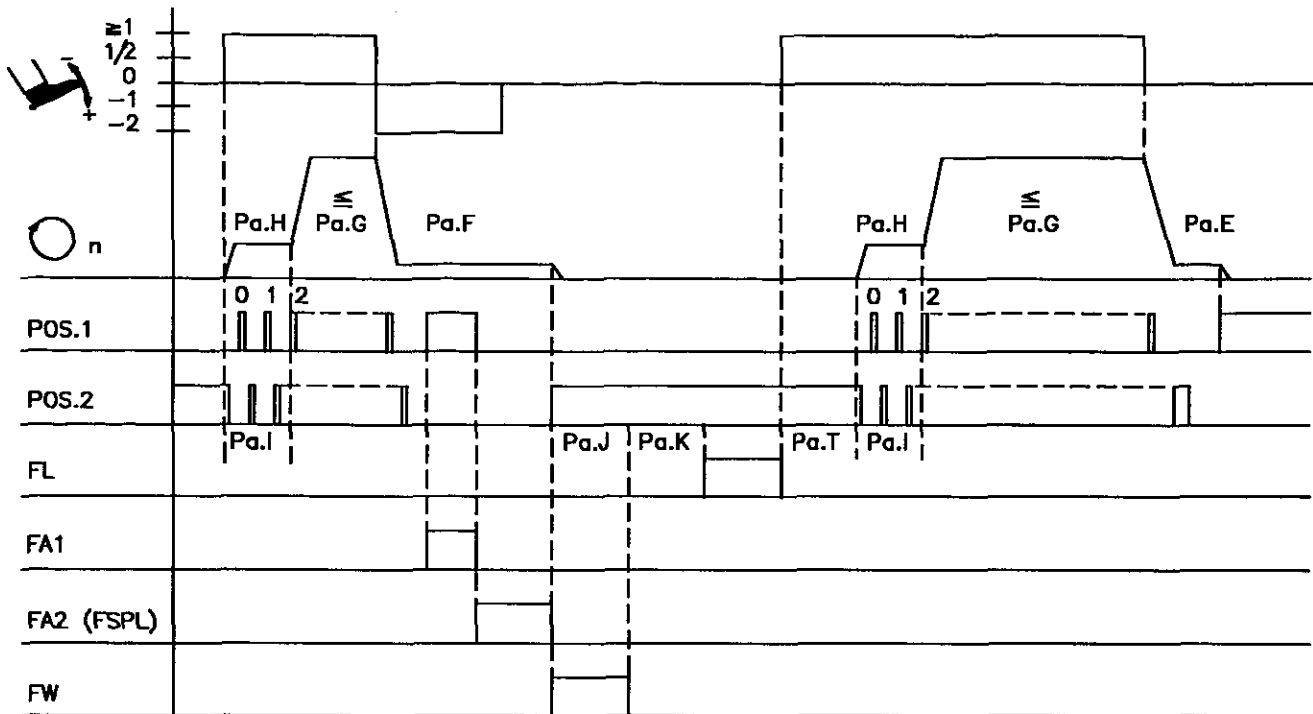 ≧1
1/2
0
-1
-2
-
+
n
Pa.H
≦
Pa.G
Pa.F
Pa.H
≦
Pa.G
Pa.E
0 1 2
0 1 2
POS.1
POS.2
Pa.I
Pa.J
Pa.K
Pa.T
Pa.I
FL
FA1
FA2 (FSPL)
FW